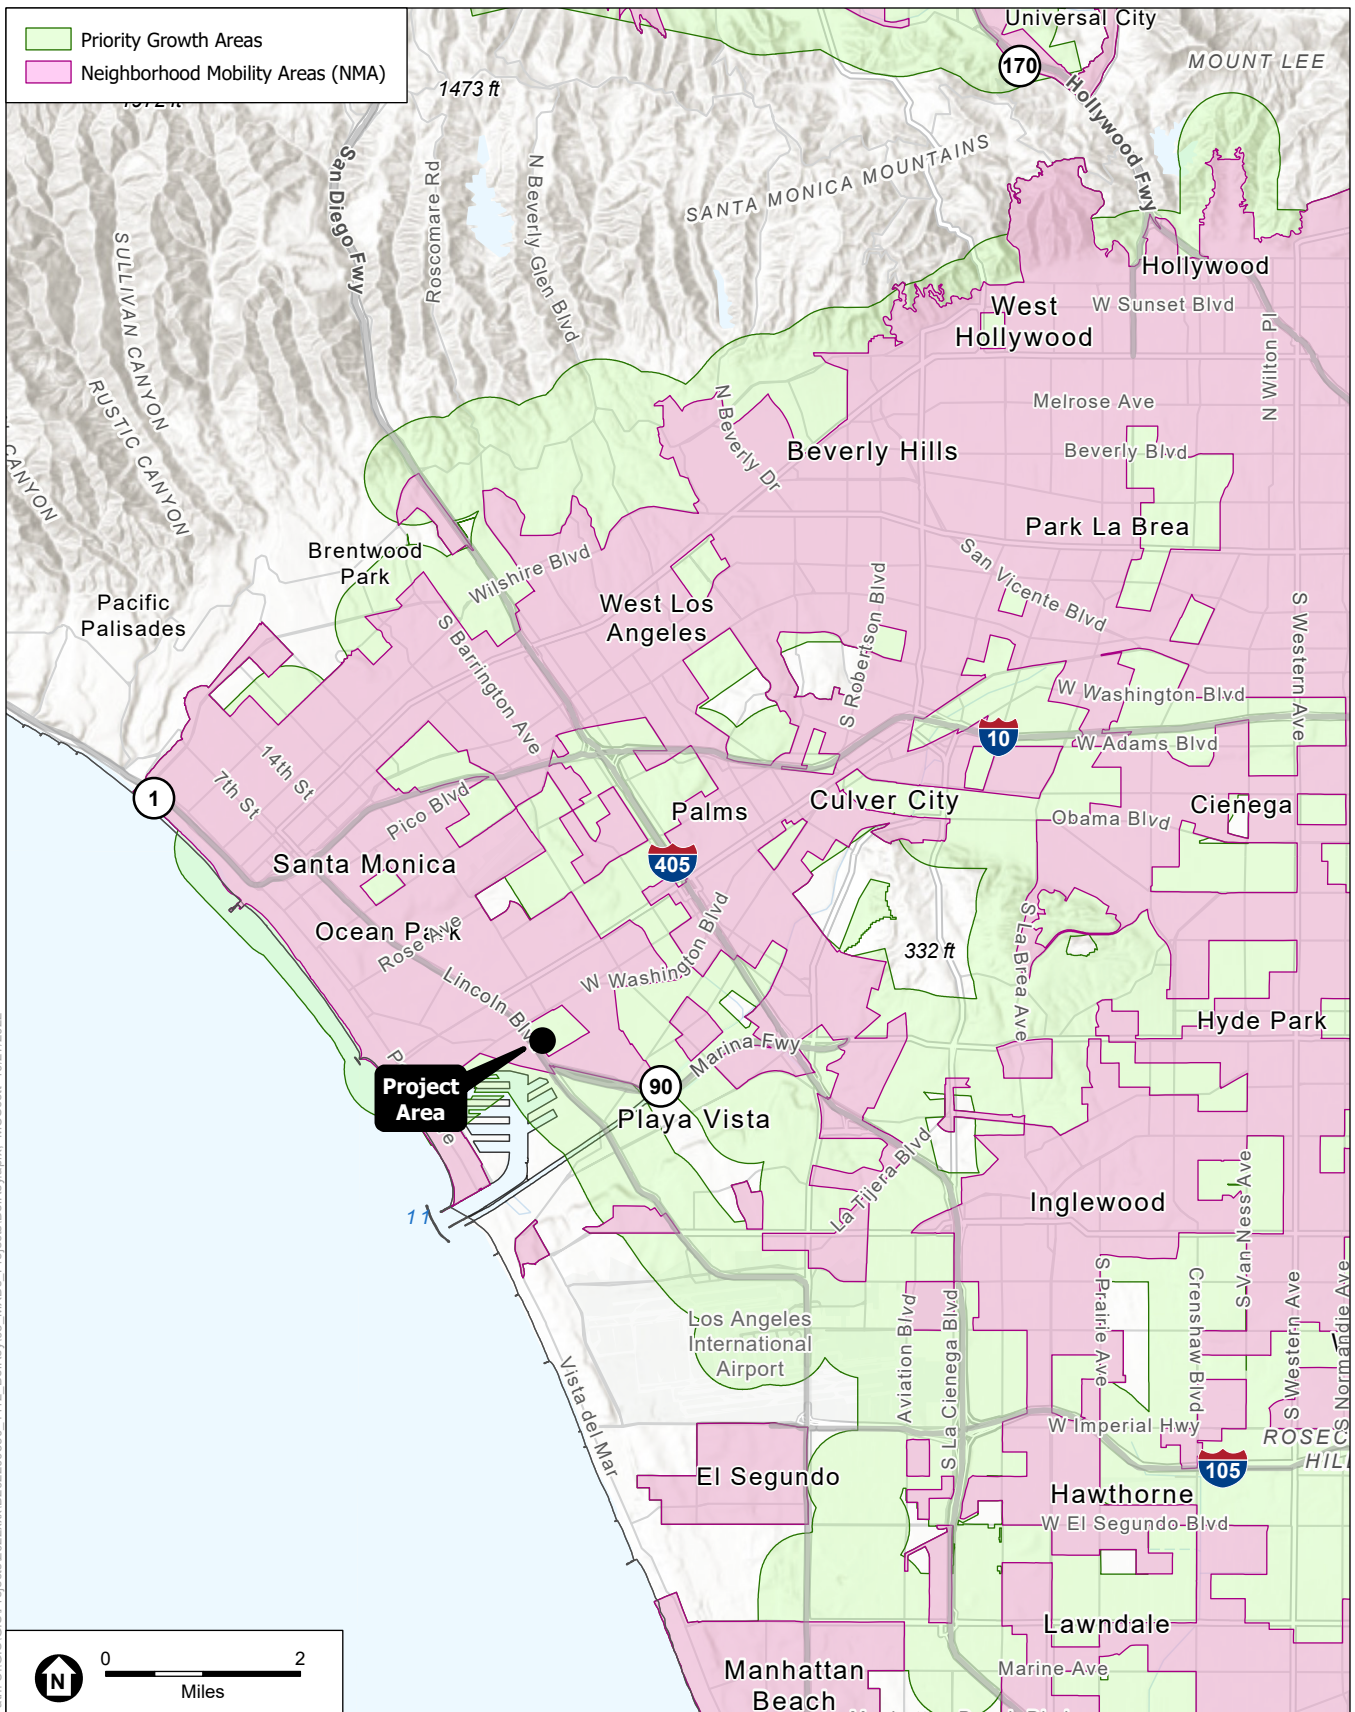 Priority Growth Areas
Neighborhood Mobility Areas (NMA)
Universal City
170
MOUNT LEE
1473 ft
Hollywood Fwy
San Diego Fwy
Roscomare Rd
N Beverly Glen Blvd
SANTA MONICA MOUNTAINS
SULLIVAN CANYON
RUSTIC CANYON
CANYON
Hollywood
West
Hollywood
W Sunset Blvd
N Wilton Pl
Melrose Ave
N Beverly Dr
Beverly Hills
Beverly Blvd
Park La Brea
Brentwood
Park
Wilshire Blvd
San Vicente Blvd
Pacific
Palisades
West Los
Angeles
S Robertson Blvd
S Western Ave
S Barrington Ave
W Washington Blvd
10
W Adams Blvd
1
14th St
7th St
Pico Blvd
Palms
Culver City
Cienega
Obama Blvd
Santa Monica
405
Ocean Park
Rose Ave
W Washington Blvd
332 ft
S La Brea Ave
Lincoln Blv
Hyde Park
Marina Fwy
Project
Area
90
Playa Vista
La Tijera Blvd
Inglewood
S Van Ness Ave
11
S Prairie Ave
Crenshaw Blvd
S Western Ave
S Normandie Ave
Los Angeles
International
Airport
Aviation Blvd
S La Cienega Blvd
Vista del Mar
W Imperial Hwy
ROSEC
HILL
El Segundo
105
Hawthorne
W El Segundo Blvd
Lawndale
0 2
Miles
N
Manhattan
Beach
Marine Ave